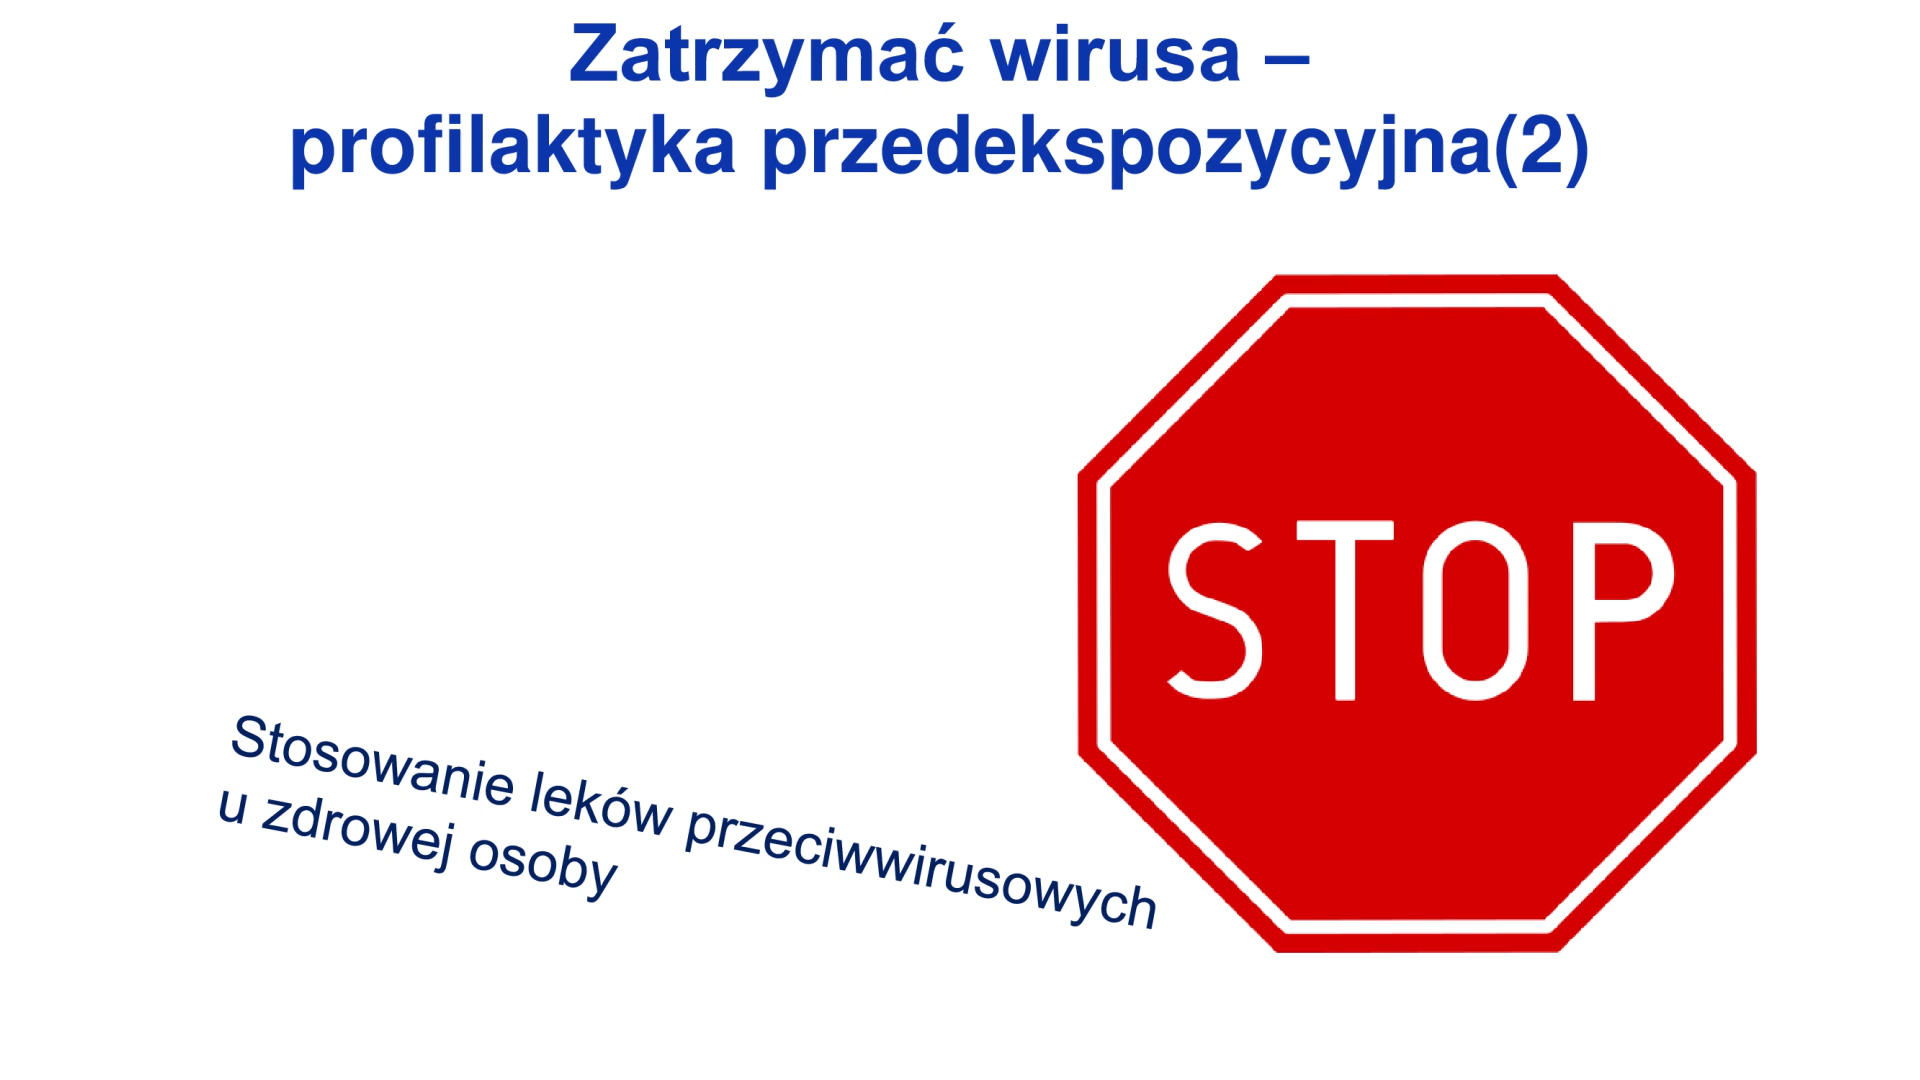 Zatrzymać wirusa –
profilaktyka przedekspozycyjna(2)
STOP
Stosowanie leków przeciwwirusowych
u zdrowej osoby